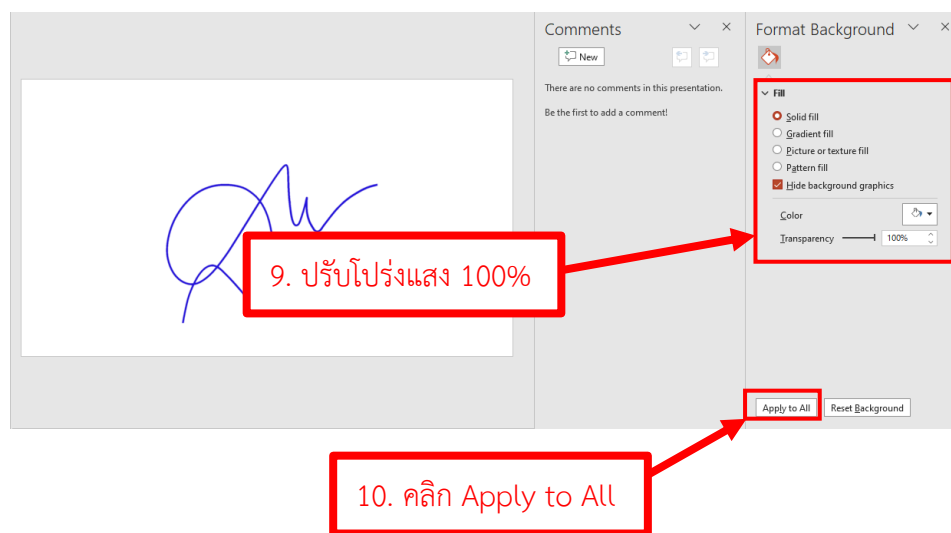 Comments
New
There are no comments in this presentation.
Be the first to add a comment!
Format Background
Fill
Solid fill
Gradient fill
Picture or texture fill
Pattern fill
Hide background graphics
Color
Transparency 100%
9. ปรับโปร่งแสง 100%
Apply to All Reset Background
10. คลิก Apply to All